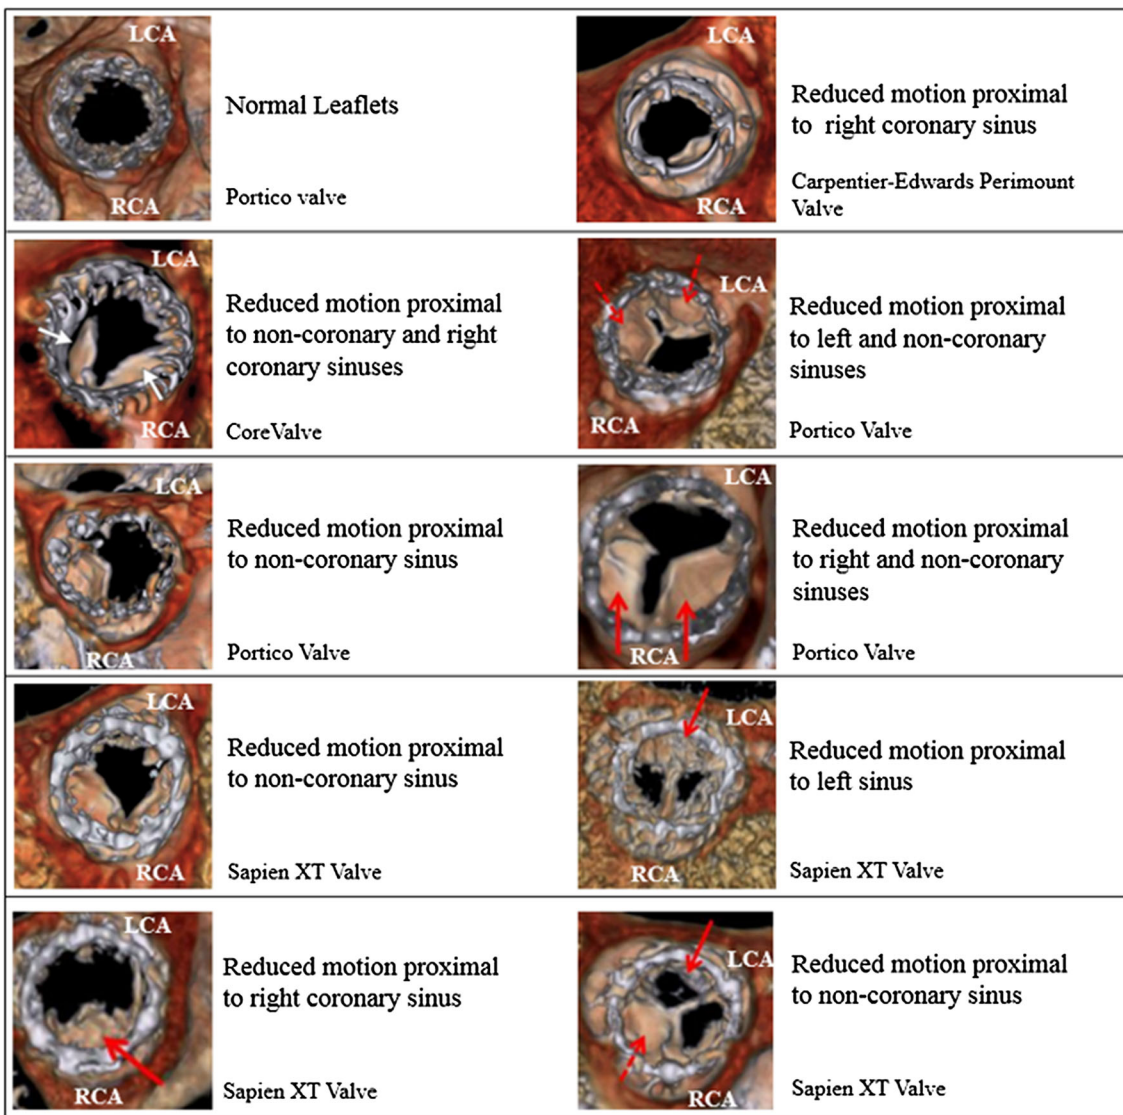 LCA
RCA
Normal Leaflets
Portico valve
LCA
RCA
Reduced motion proximal
to right coronary sinus
Carpentier-Edwards Perimount
Valve
LCA
RCA
Reduced motion proximal
to non-coronary and right
coronary sinuses
CoreValve
LCA
RCA
Reduced motion proximal
to left and non-coronary
sinuses
Portico Valve
LCA
RCA
Reduced motion proximal
to non-coronary sinus
Portico Valve
LCA
RCA
Reduced motion proximal
to right and non-coronary
sinuses
Portico Valve
LCA
RCA
Reduced motion proximal
to non-coronary sinus
Sapien XT Valve
LCA
RCA
Reduced motion proximal
to left sinus
Sapien XT Valve
LCA
RCA
Reduced motion proximal
to right coronary sinus
Sapien XT Valve
LCA
RCA
Reduced motion proximal
to non-coronary sinus
Sapien XT Valve